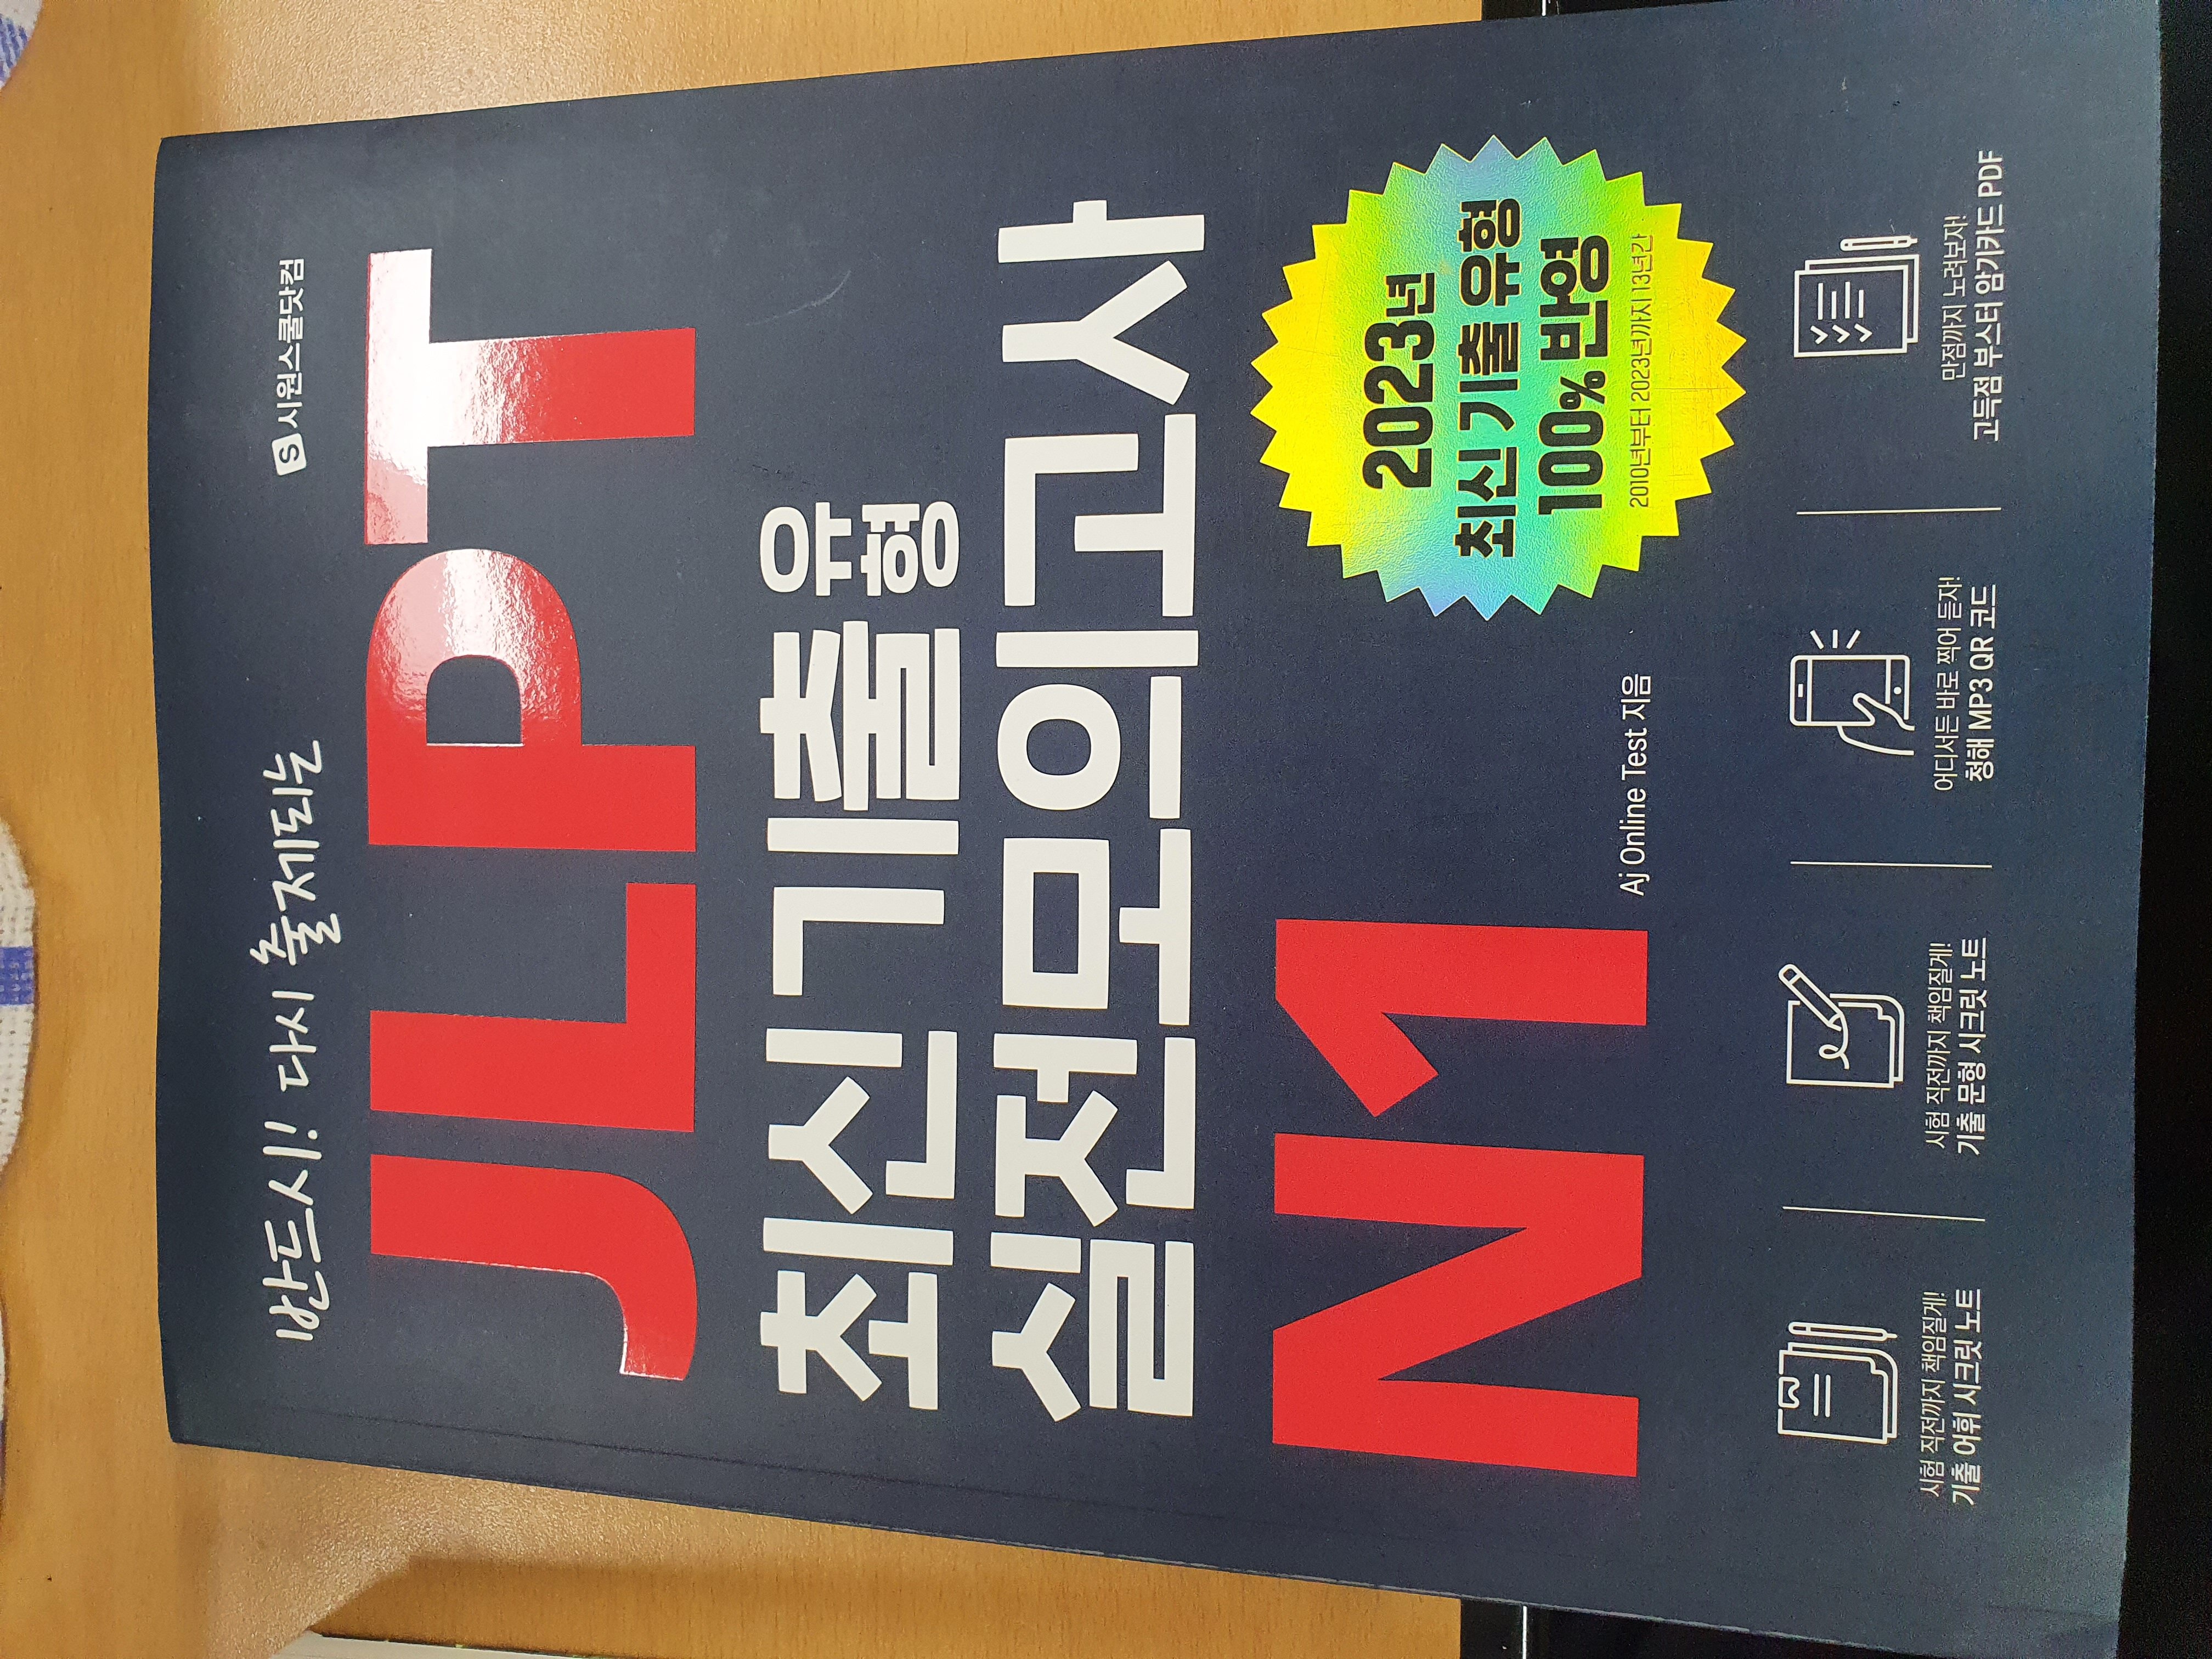 반드시! 다시 출제되는
시원스쿨닷컴
JLPT
최신기출유형
실전모의고사
N1
Aj Online Test 지음
2023년
최신 기출 유형
100% 반영
2010년부터 2023년까지 13년간
시험 직전까지 책임질게!
기출 어휘 시크릿 노트
시험 직전까지 책임질게!
기출 문형 시크릿 노트
어디서든 바로 찍어 듣자!
청해 MP3 QR 코드
만점까지 노려보자!
고득점 부스터 암기카드 PDF